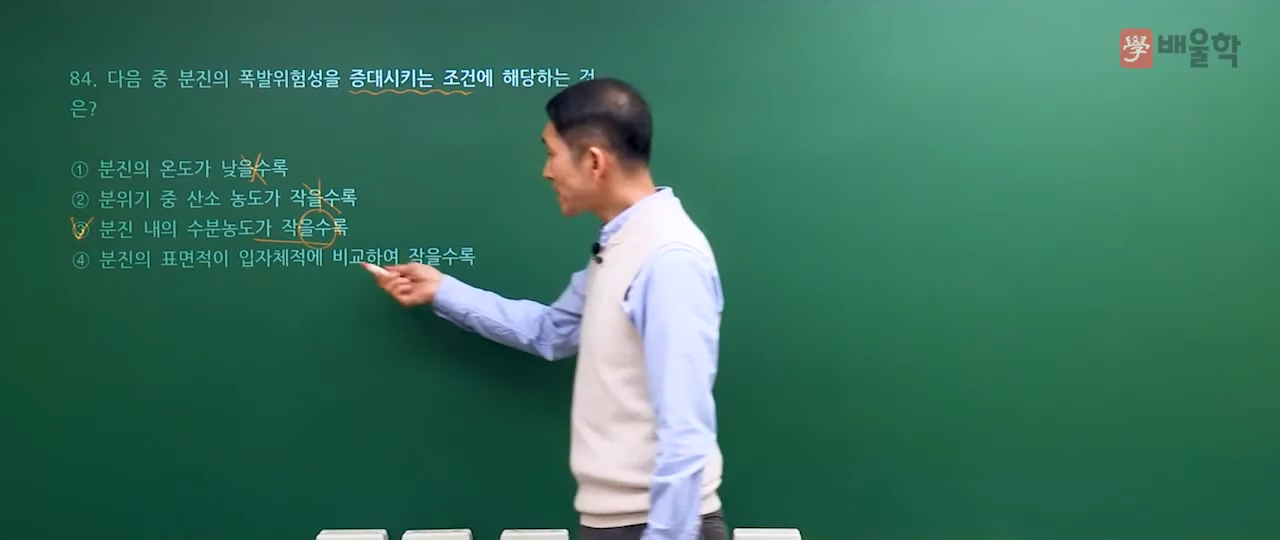 學 배울학
84. 다음 중 분진의 폭발위험성을 증대시키는 조건에 해당하는 것
은?
① 분진의 온도가 낮을수록
② 분위기 중 산소 농도가 작을수록
③ 분진 내의 수분농도가 작을수록
④ 분진의 표면적이 입자체적에 비교하여 작을수록